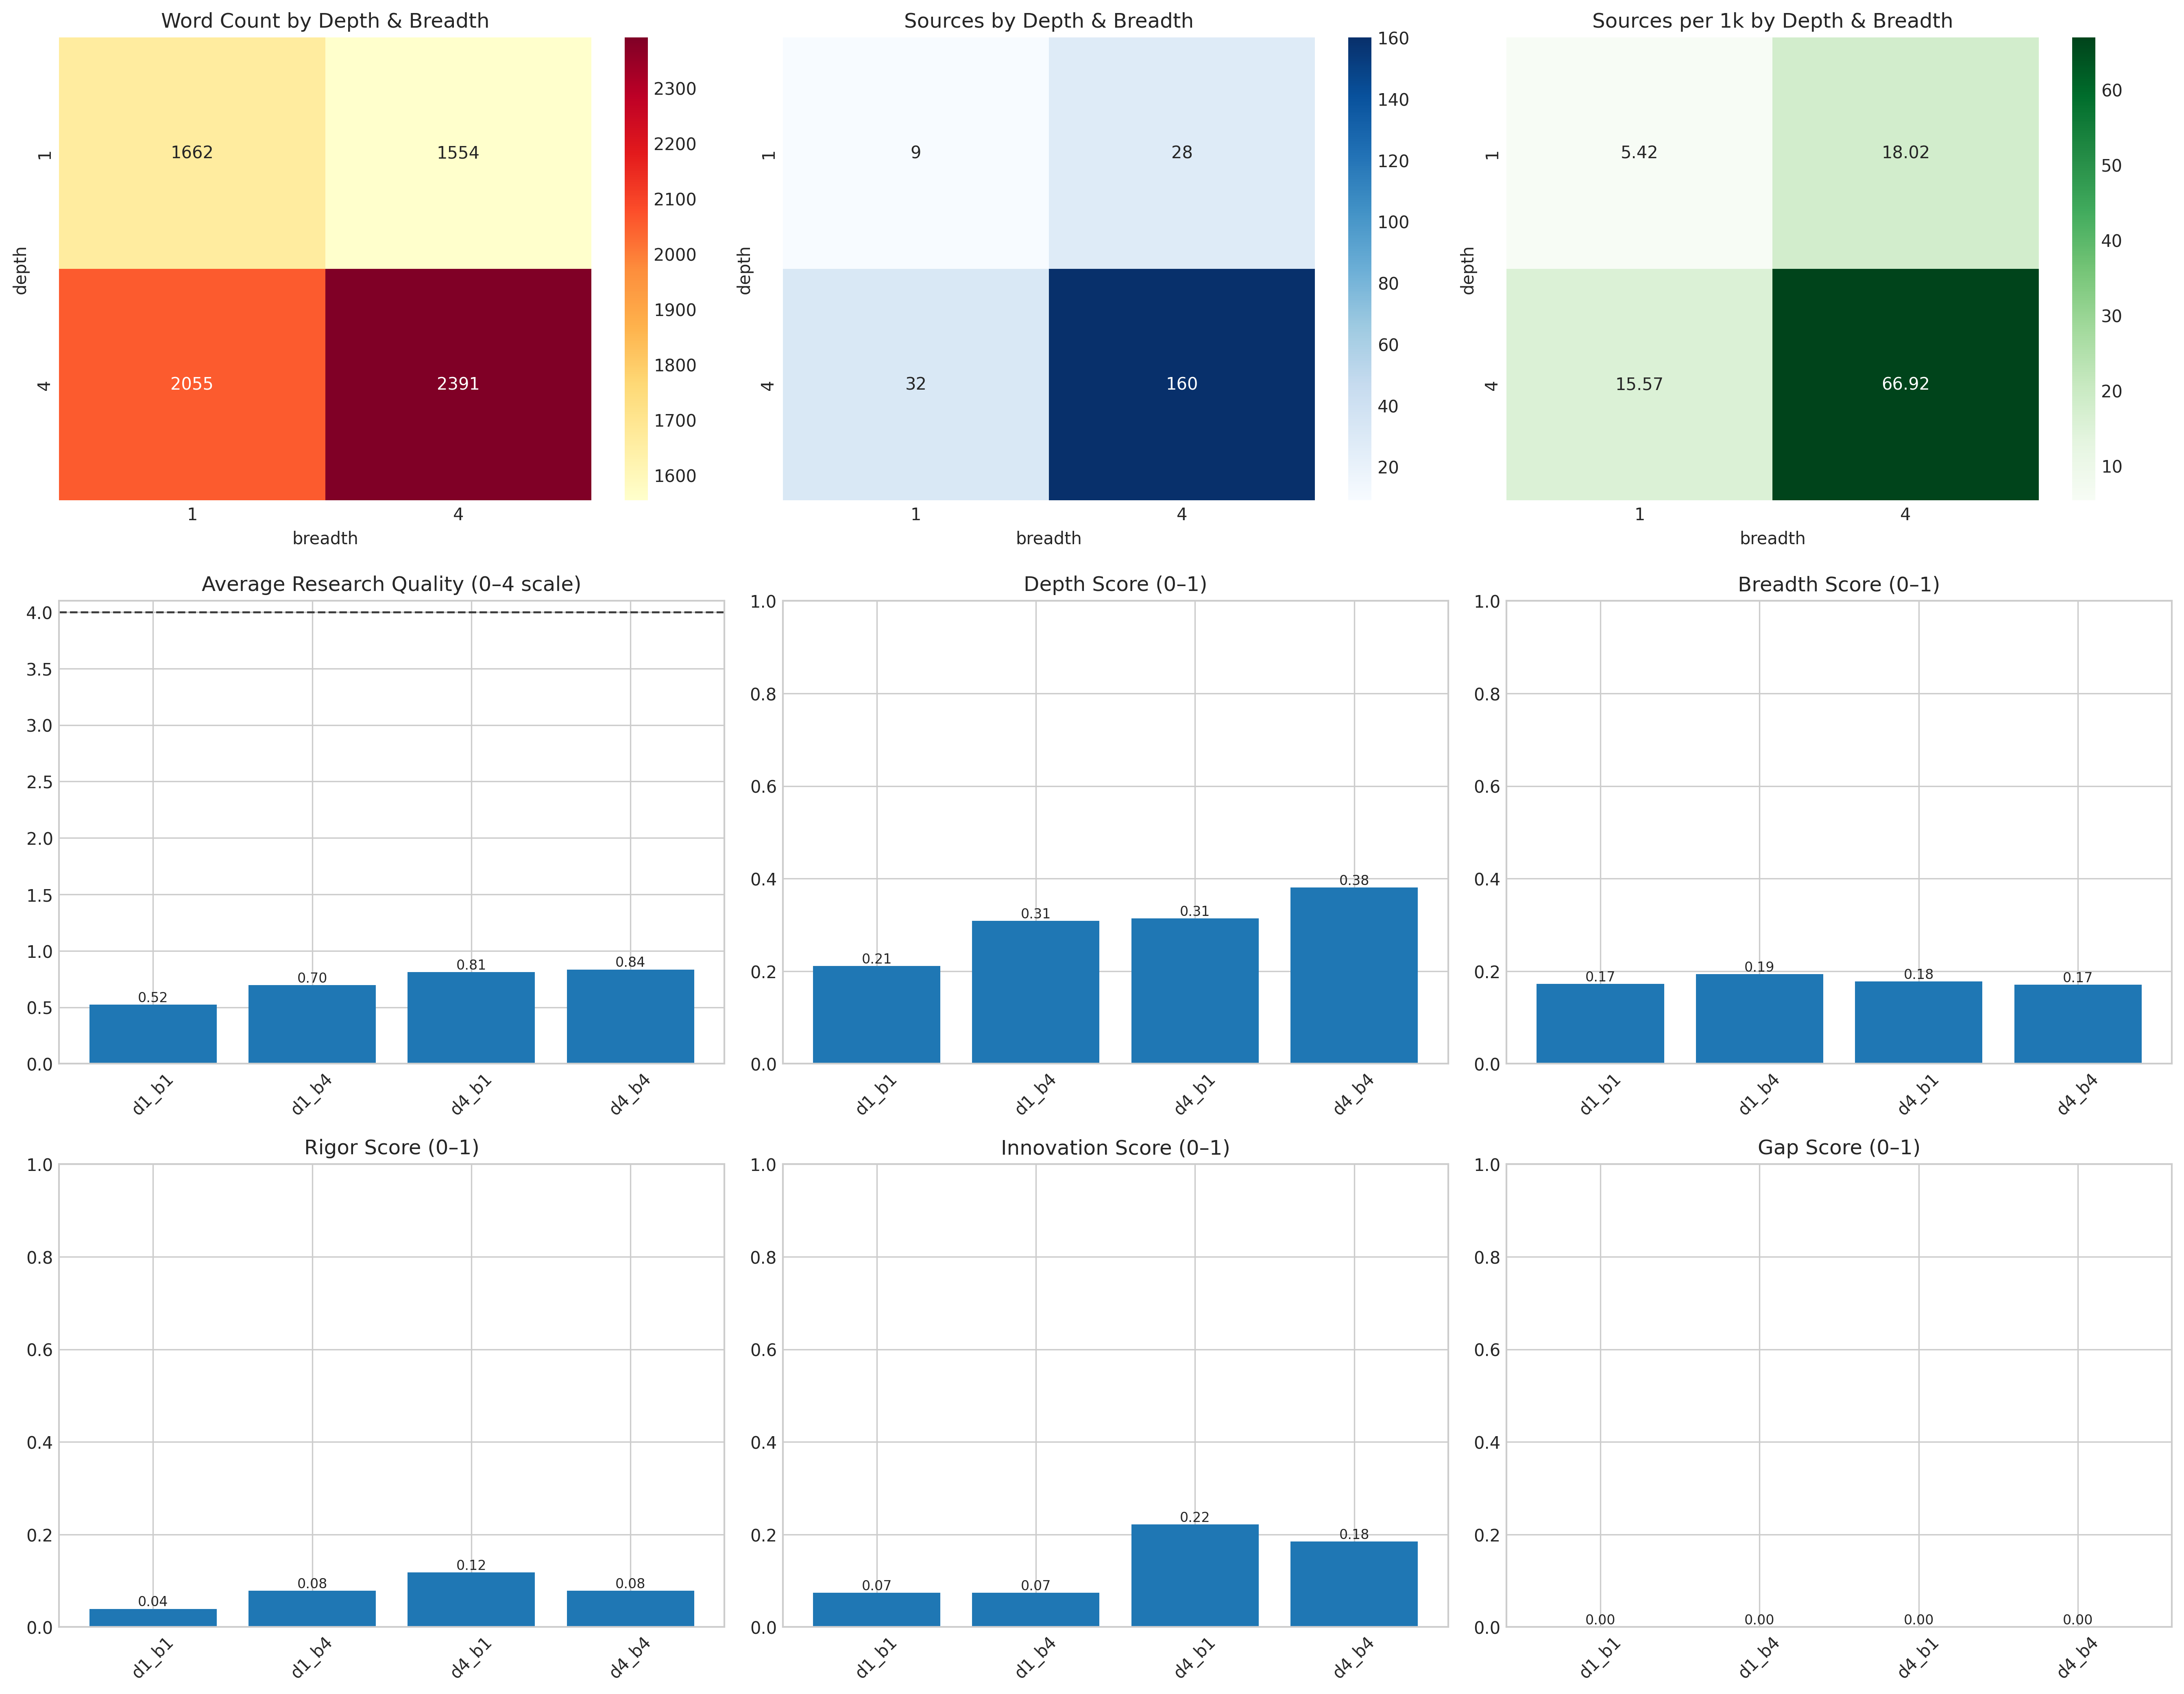 Word Count by Depth & Breadth
1662
1554
2055
2391
1
4
depth
1
4
breadth
2300
2200
2100
2000
1900
1800
1700
1600
Sources by Depth & Breadth
9
28
32
160
1
4
depth
1
4
breadth
160
140
120
100
80
60
40
20
Sources per 1k by Depth & Breadth
5.42
18.02
15.57
66.92
1
4
depth
1
4
breadth
60
50
40
30
20
10
Average Research Quality (0–4 scale)
4.0
3.5
3.0
2.5
2.0
1.5
1.0
0.5
0.0
0.52
0.70
0.81
0.84
d1_b1
d1_b4
d4_b1
d4_b4
Depth Score (0–1)
1.0
0.8
0.6
0.4
0.2
0.0
0.21
0.31
0.31
0.38
d1_b1
d1_b4
d4_b1
d4_b4
Breadth Score (0–1)
1.0
0.8
0.6
0.4
0.2
0.0
0.17
0.19
0.18
0.17
d1_b1
d1_b4
d4_b1
d4_b4
Rigor Score (0–1)
1.0
0.8
0.6
0.4
0.2
0.0
0.04
0.08
0.12
0.08
d1_b1
d1_b4
d4_b1
d4_b4
Innovation Score (0–1)
1.0
0.8
0.6
0.4
0.2
0.0
0.07
0.07
0.22
0.18
d1_b1
d1_b4
d4_b1
d4_b4
Gap Score (0–1)
1.0
0.8
0.6
0.4
0.2
0.0
0.00
0.00
0.00
0.00
d1_b1
d1_b4
d4_b1
d4_b4